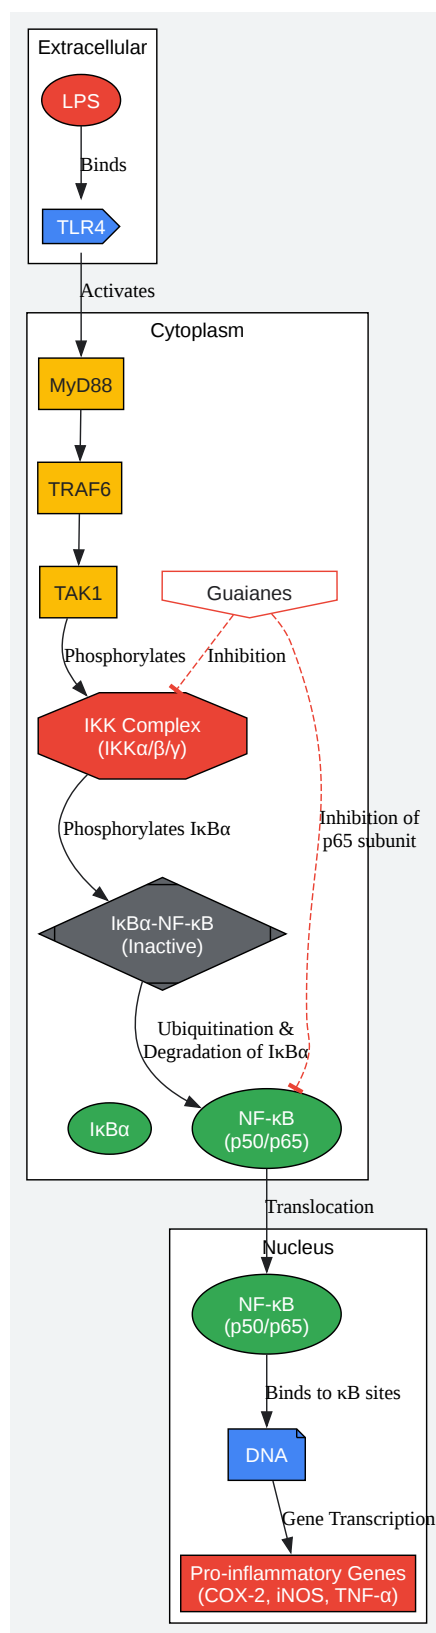 Extracellular
LPS
Binds
TLR4
Activates
Cytoplasm
MyD88
TRAF6
TAK1
Guaianes
Phosphorylates
Inhibition
IKK Complex
(IKKα/β/γ)
Inhibition of
p65 subunit
Phosphorylates IκBα
IκBα-NF-κB
(Inactive)
Ubiquitination &
Degradation of IκBα
IκBα
NF-κB
(p50/p65)
Translocation
Nucleus
NF-κB
(p50/p65)
Binds to κB sites
DNA
Gene Transcription
Pro-inflammatory Genes
(COX-2, iNOS, TNF-α)